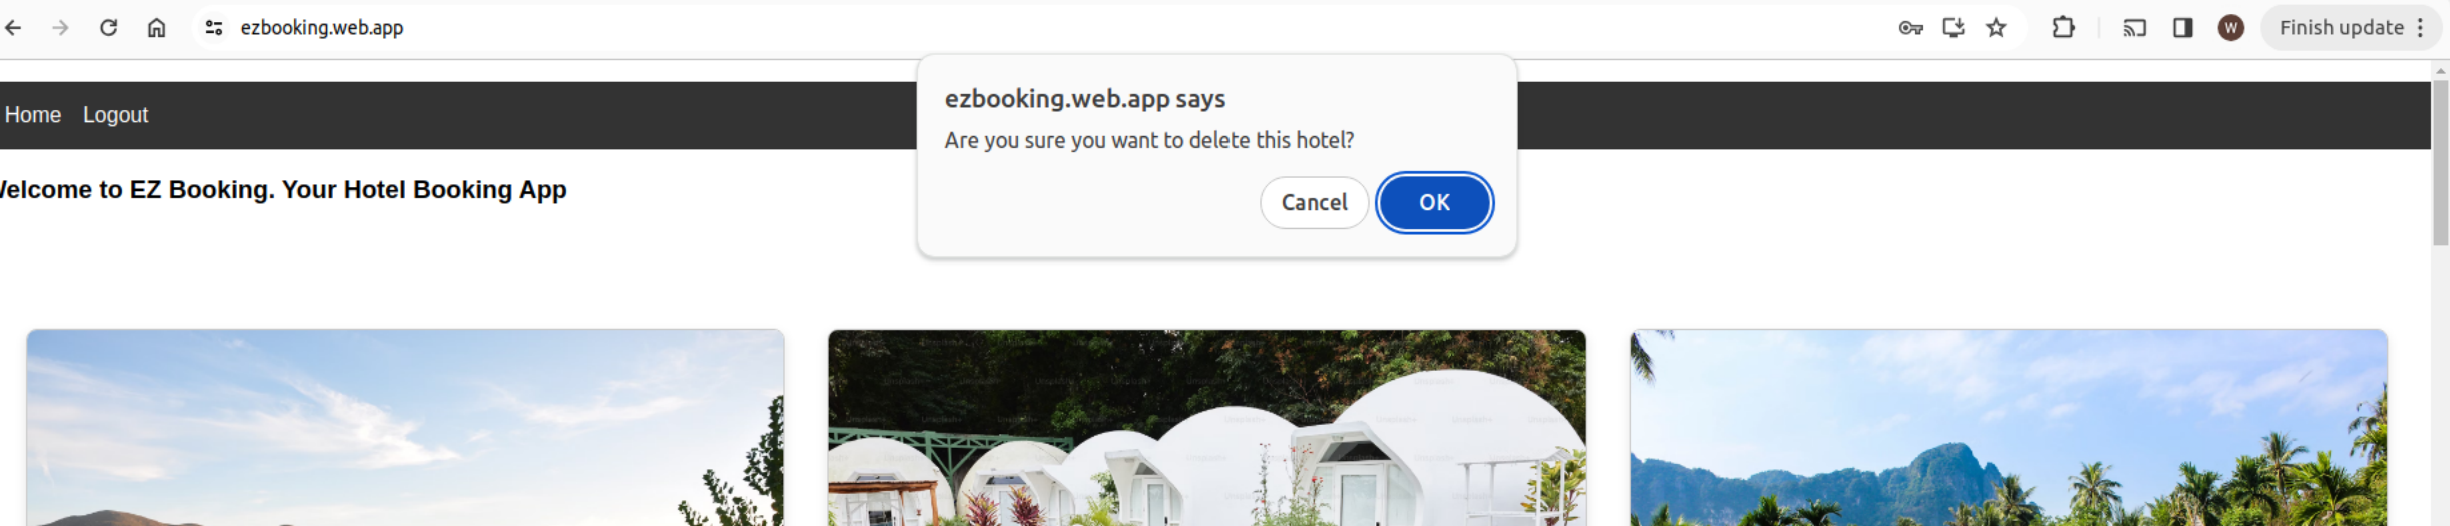 ezbooking.web.app
W
Finish update
ezbooking.web.app says
Are you sure you want to delete this hotel?
Cancel
OK
Home
Logout
Welcome to EZ Booking. Your Hotel Booking App